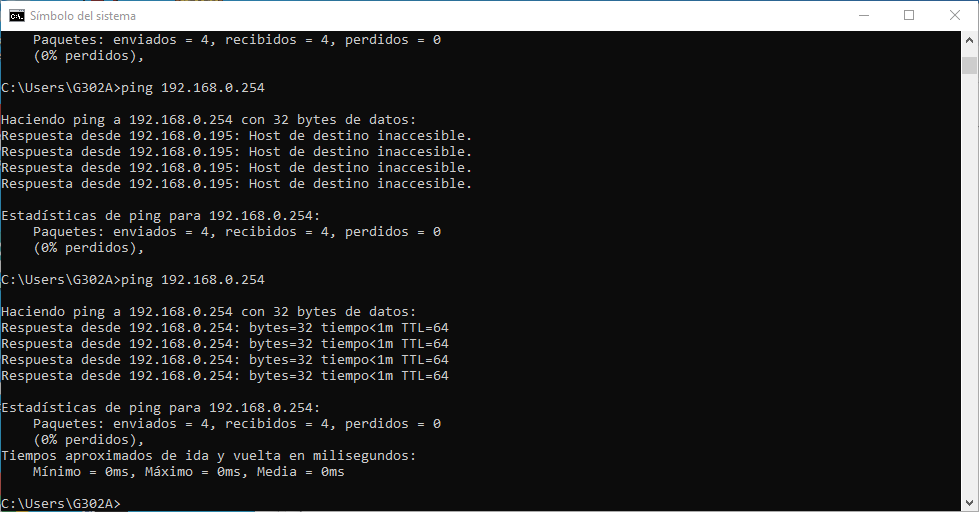 Símbolo del sistema
Paquetes: enviados = 4, recibidos = 4, perdidos = 0
(0% perdidos),
C:\Users\G302A>ping 192.168.0.254
Haciendo ping a 192.168.0.254 con 32 bytes de datos:
Respuesta desde 192.168.0.195: Host de destino inaccesible.
Respuesta desde 192.168.0.195: Host de destino inaccesible.
Respuesta desde 192.168.0.195: Host de destino inaccesible.
Respuesta desde 192.168.0.195: Host de destino inaccesible.
Estadísticas de ping para 192.168.0.254:
Paquetes: enviados = 4, recibidos = 4, perdidos = 0
(0% perdidos),
C:\Users\G302A>ping 192.168.0.254
Haciendo ping a 192.168.0.254 con 32 bytes de datos:
Respuesta desde 192.168.0.254: bytes=32 tiempo<1m TTL=64
Respuesta desde 192.168.0.254: bytes=32 tiempo<1m TTL=64
Respuesta desde 192.168.0.254: bytes=32 tiempo<1m TTL=64
Respuesta desde 192.168.0.254: bytes=32 tiempo<1m TTL=64
Estadísticas de ping para 192.168.0.254:
Paquetes: enviados = 4, recibidos = 4, perdidos = 0
(0% perdidos),
Tiempos aproximados de ida y vuelta en milisegundos:
Mínimo = 0ms, Máximo = 0ms, Media = 0ms
C:\Users\G302A>